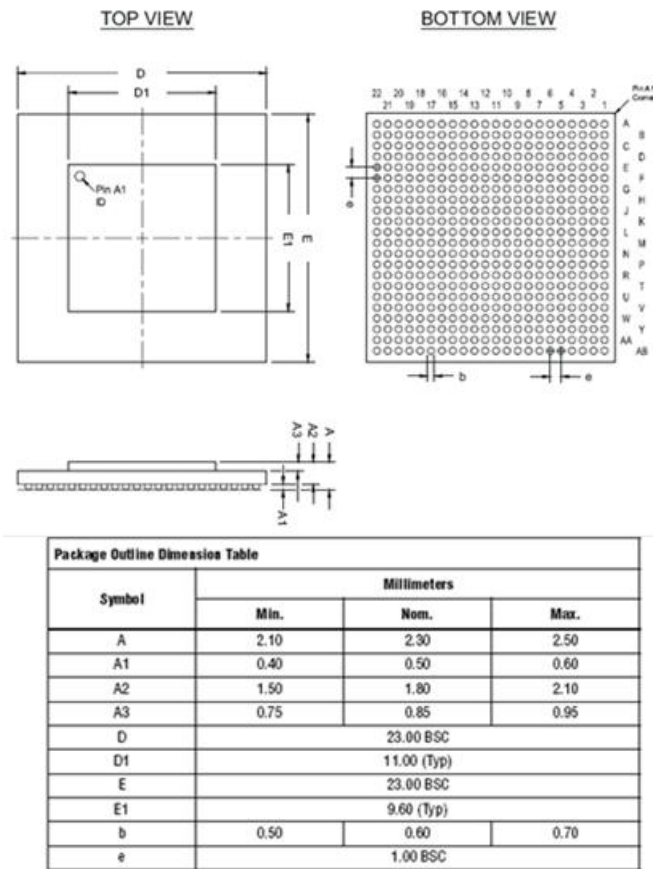 TOP VIEW
BOTTOM VIEW
D
D1
Pin A1
ID
E1
E
22 20 18 16 14 12 10 8 6 4 2
21 19 17 15 13 11 9 7 5 3 1
Pin A1
A
B
C
D
E
F
G
H
J
K
L
M
N
P
R
T
U
V
W
Y
AA
AB
e
b
e
A3
A2
A
A1
Package Outline Dimension Table
Symbol Millimeters
Min. Nom. Max.
A 2.10 2.30 2.50
A1 0.40 0.50 0.60
A2 1.50 1.80 2.10
A3 0.75 0.85 0.95
D 23.00 BSC
D1 11.00 (Typ)
E 23.00 BSC
E1 9.60 (Typ)
b 0.50 0.60 0.70
e 1.00 BSC